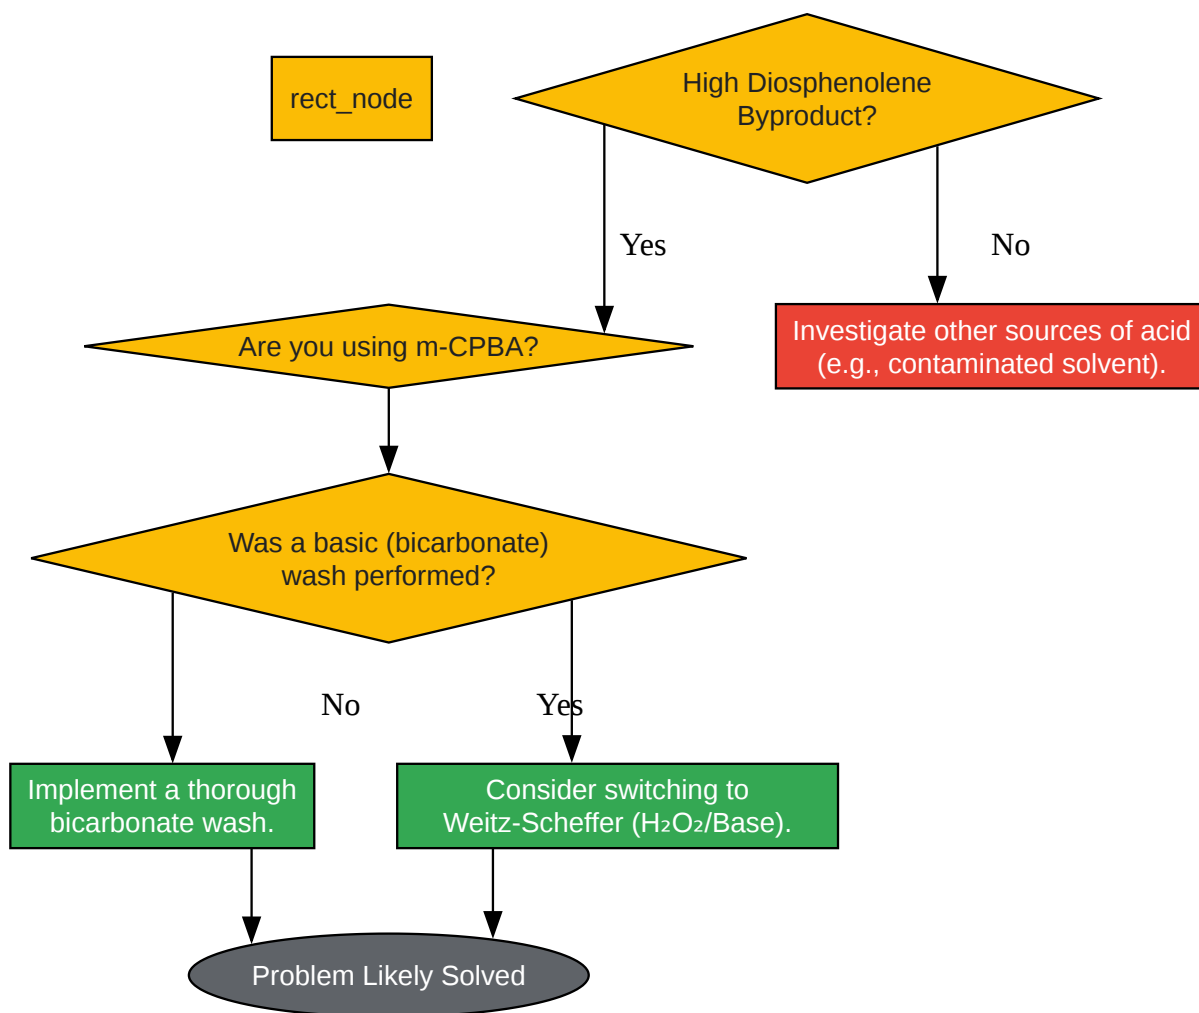 rect_node
High Diosphenolene
Byproduct?
Yes
No
Are you using m-CPBA?
Investigate other sources of acid
(e.g., contaminated solvent).
Was a basic (bicarbonate)
wash performed?
No
Yes
Implement a thorough
bicarbonate wash.
Consider switching to
Weitz-Scheffer (H₂O₂/Base).
Problem Likely Solved